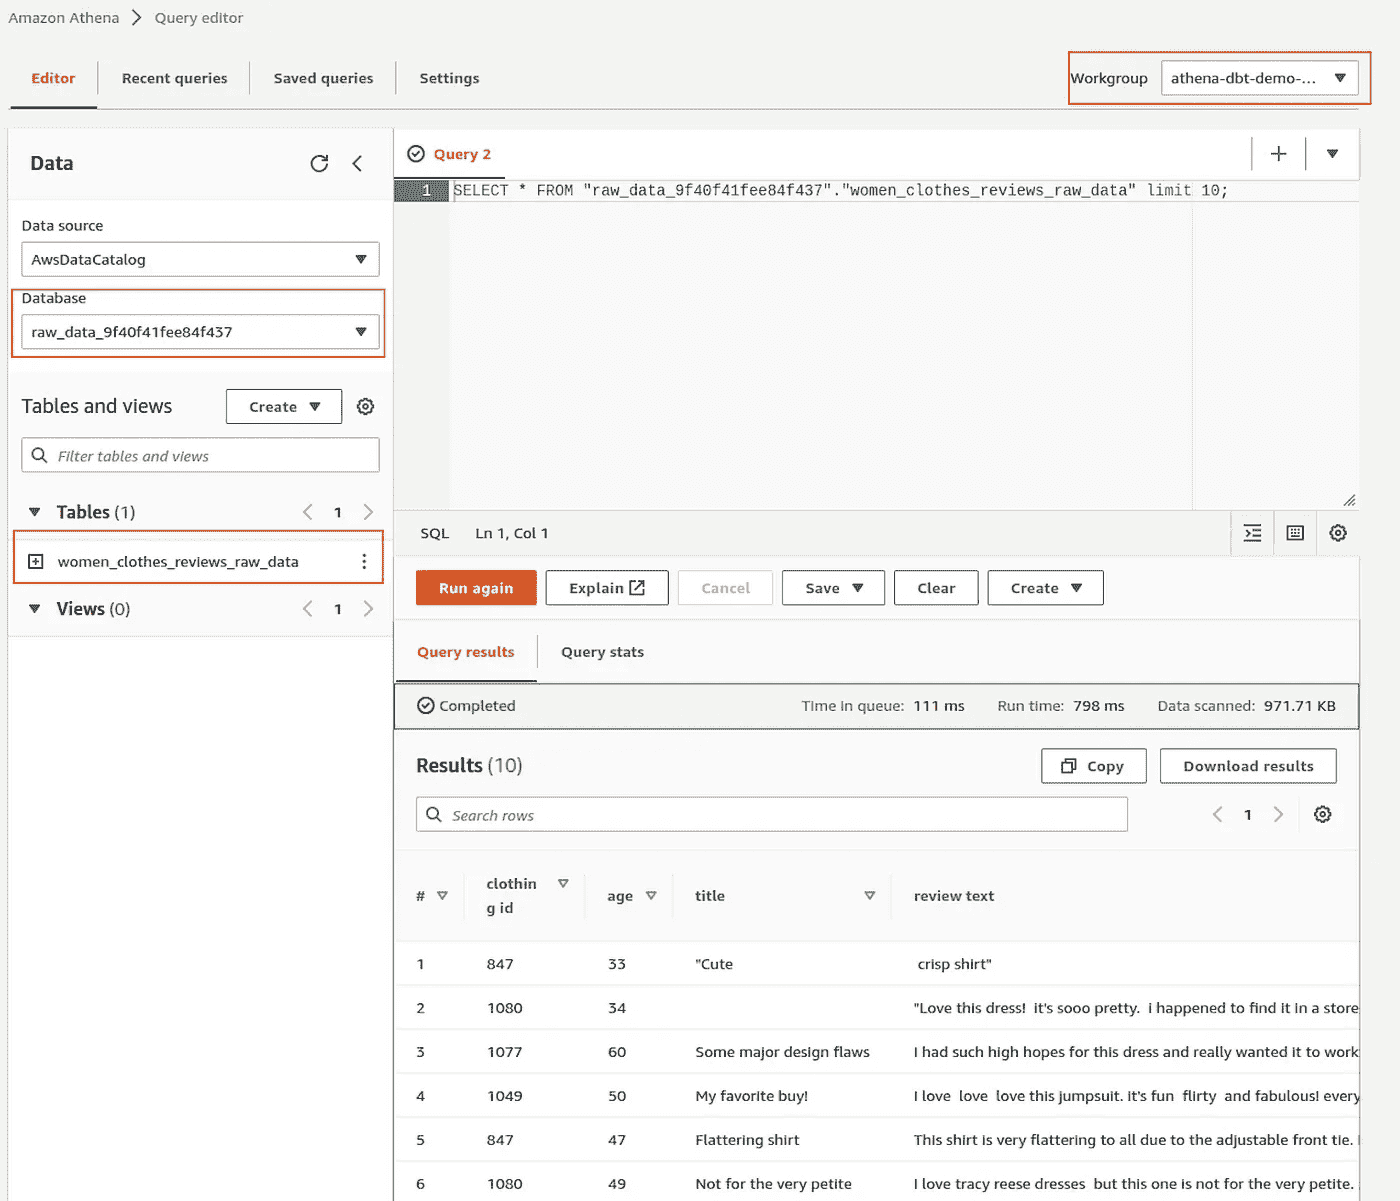 Amazon Athena > Query editor
Editor Recent queries Saved queries Settings
Workgroup athena-dbt-demo-...
Data
Data source
AwsDataCatalog
Database
raw_data_9f40f41fee84f437
Tables and views Create
Filter tables and views
Tables (1) < 1 >
women_clothes_reviews_raw_data
Views (0) < 1 >
Query 2
1 SELECT * FROM "raw_data_9f40f41fee84f437"."women_clothes_reviews_raw_data" limit 10;
SQL Ln 1, Col 1
Run again Explain Cancel Save Clear Create
Query results Query stats
Completed Time in queue: 111 ms Run time: 798 ms Data scanned: 971.71 KB
Results (10) Copy Download results
Search rows < 1 >
# clothin age title review text
g id
1 847 33 "Cute crisp shirt"
2 1080 34 "Love this dress! it's sooo pretty. i happened to find it in a store
3 1077 60 Some major design flaws I had such high hopes for this dress and really wanted it to work
4 1049 50 My favorite buy! I love love love this jumpsuit. it's fun flirty and fabulous! every
5 847 47 Flattering shirt This shirt is very flattering to all due to the adjustable front tie.
6 1080 49 Not for the very petite I love tracy reese dresses but this one is not for the very petite.